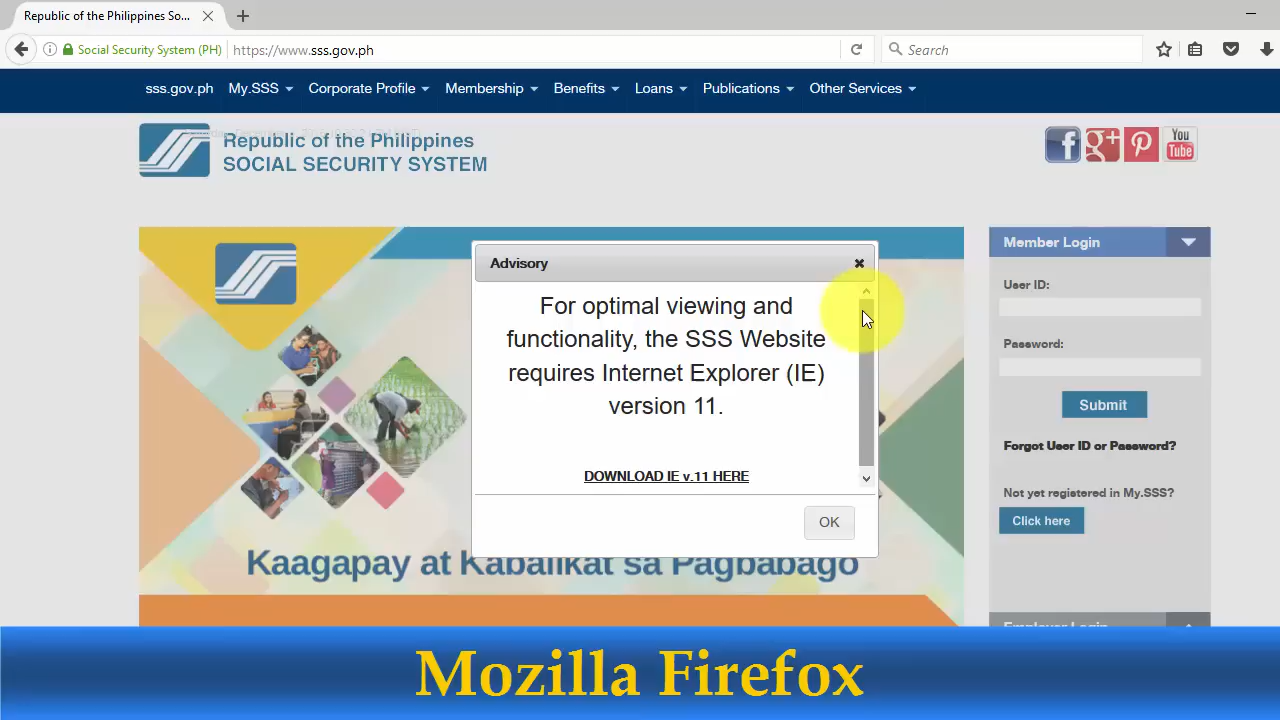 Republic of the Philippines So...
Social Security System (PH)
https://www.sss.gov.ph
Search
sss.gov.ph My.SSS Corporate Profile Membership Benefits Loans Publications Other Services
Republic of the Philippines
SOCIAL SECURITY SYSTEM
f
g+
You
Tube
Member Login
User ID:
Password:
Submit
Forgot User ID or Password?
Not yet registered in My.SSS?
Click here
Employer Login
Advisory
For optimal viewing and
functionality, the SSS Website
requires Internet Explorer (IE)
version 11.
DOWNLOAD IE v.11 HERE
OK
Kaagapay at Kabalikat sa Pagbabago
Mozilla Firefox